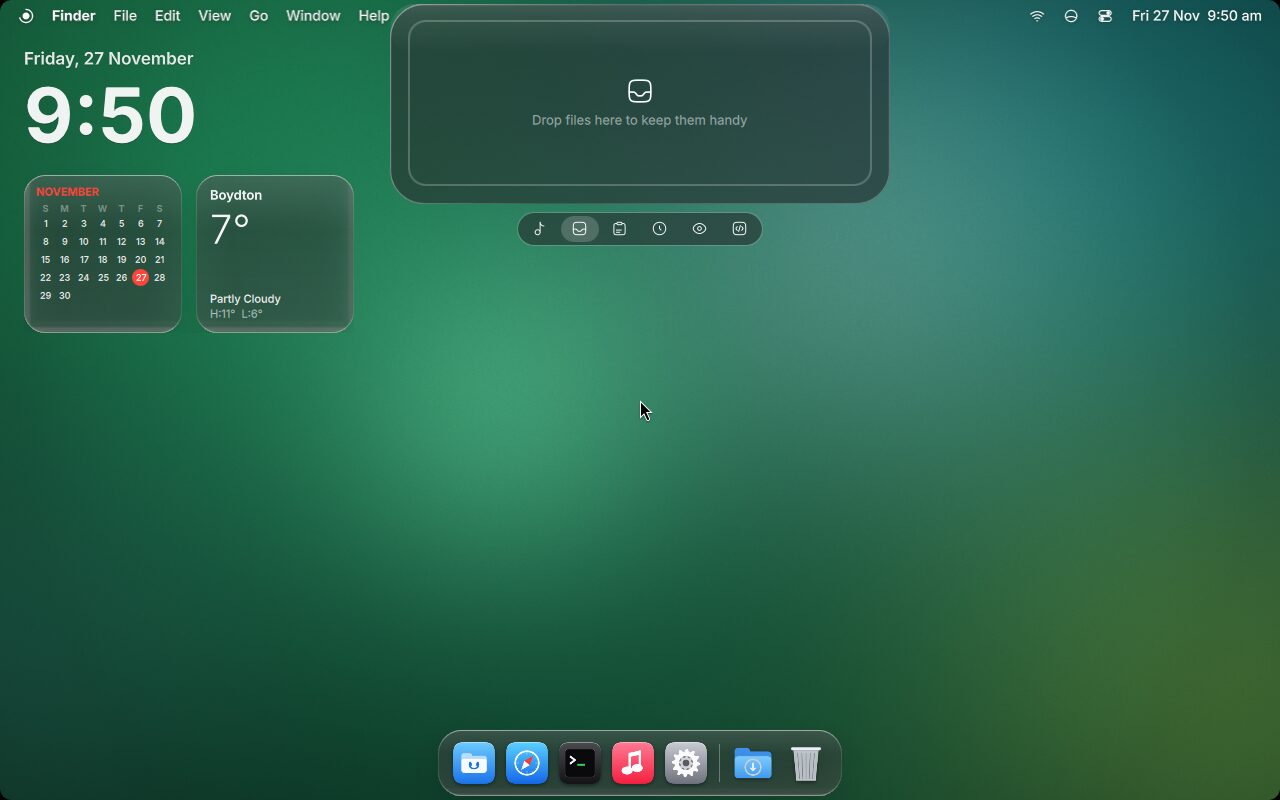 Finder File Edit View Go Window Help
Fri 27 Nov 9:50 am
Friday, 27 November
9:50
NOVEMBER
S M T W T F S
1 2 3 4 5 6 7
8 9 10 11 12 13 14
15 16 17 18 19 20 21
22 23 24 25 26 27 28
29 30
Boydton
7°
Partly Cloudy
H:11° L:6°
Drop files here to keep them handy